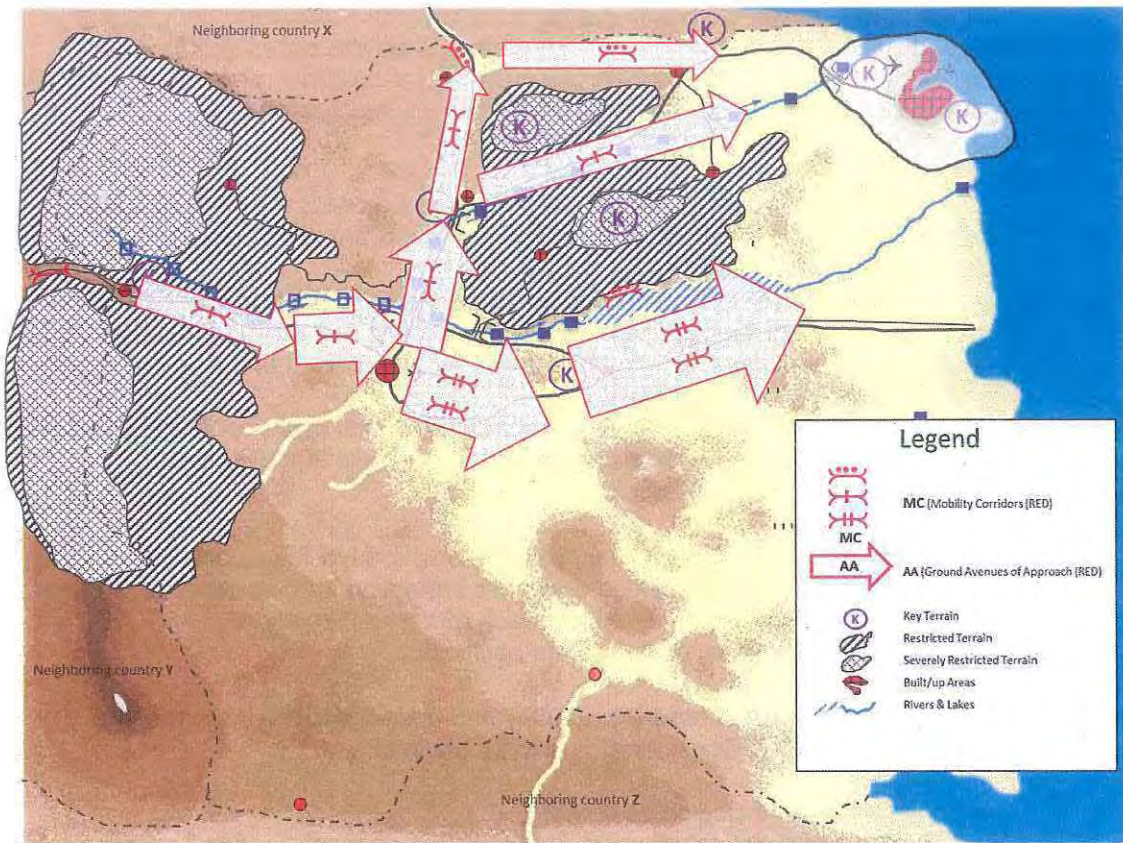 Neighboring country X
K
K
K
K
K
K
Neighboring country Y
Neighboring country Z
Legend
MC (Mobility Corridors (RED)
MC
AA
AA (Ground Avenues of Approach (RED)
K
Key Terrain
Restricted Terrain
Severely Restricted Terrain
Built/up Areas
Rivers & Lakes